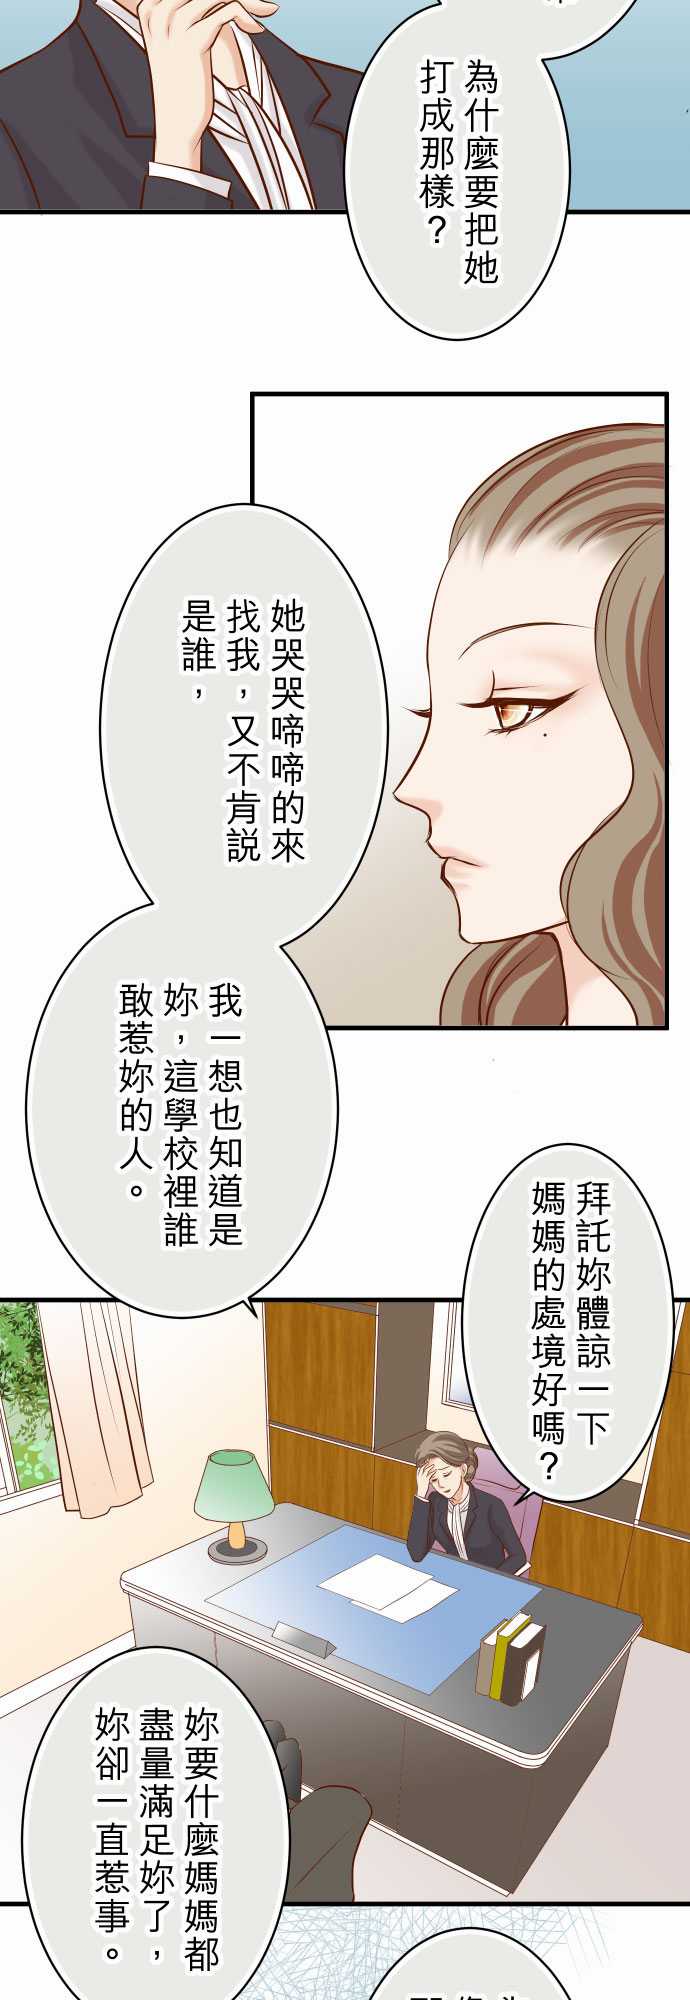 為什麼要把她
打成那樣？
她哭哭啼啼的來
找我，又不肯説
是誰，
我一想也知道是
妳，這學校裡誰
敢惹妳的人。
拜託妳體諒一下
媽媽的處境好嗎？
妳要什麼媽媽都
盡量滿足妳了，
妳卻一直惹事。